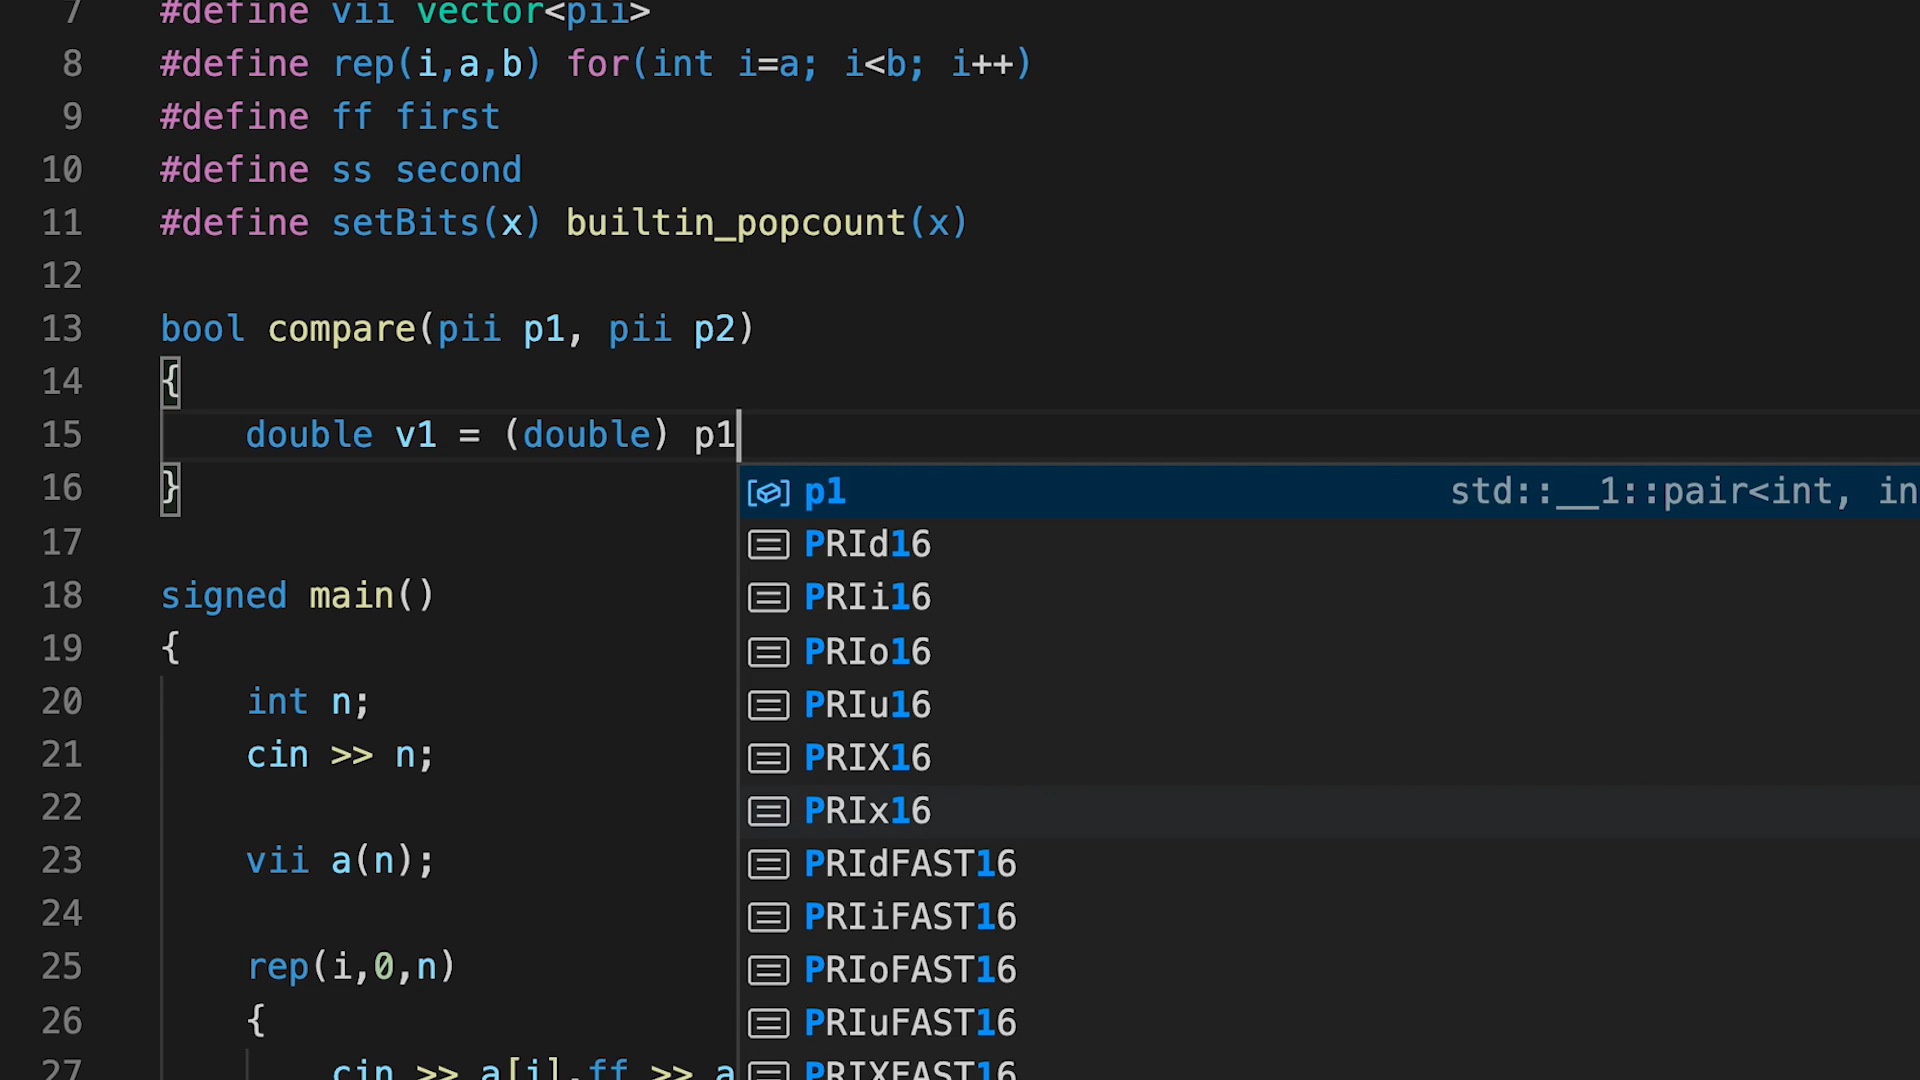 7 #define vii vector<pii>
8 #define rep(i,a,b) for(int i=a; i<b; i++)
9 #define ff first
10 #define ss second
11 #define setBits(x) builtin_popcount(x)
12
13 bool compare(pii p1, pii p2)
14 {
15 double v1 = (double) p1
p1 std::__1::pair<int, in
16 }
PRId16
17
PRIi16
18 signed main()
PRIo16
19 {
PRIu16
20 int n;
PRIX16
21 cin >> n;
PRIx16
22
PRIdFAST16
23 vii a(n);
PRIiFAST16
24
PRIoFAST16
25 rep(i,0,n)
PRIuFAST16
26 {
PRIXFAST16
27 cin >> a[i].ff >> a